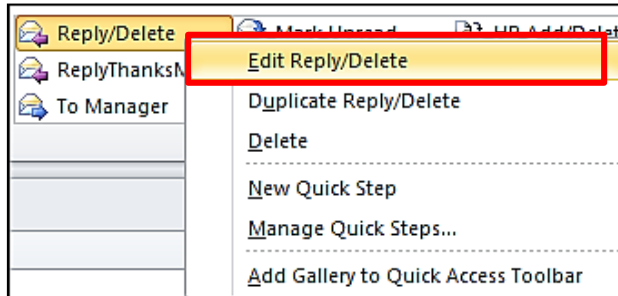 Reply/Delete
Edit Reply/Delete
ReplyThanks
Duplicate Reply/Delete
To Manager
Delete
New Quick Step
Manage Quick Steps...
Add Gallery to Quick Access Toolbar